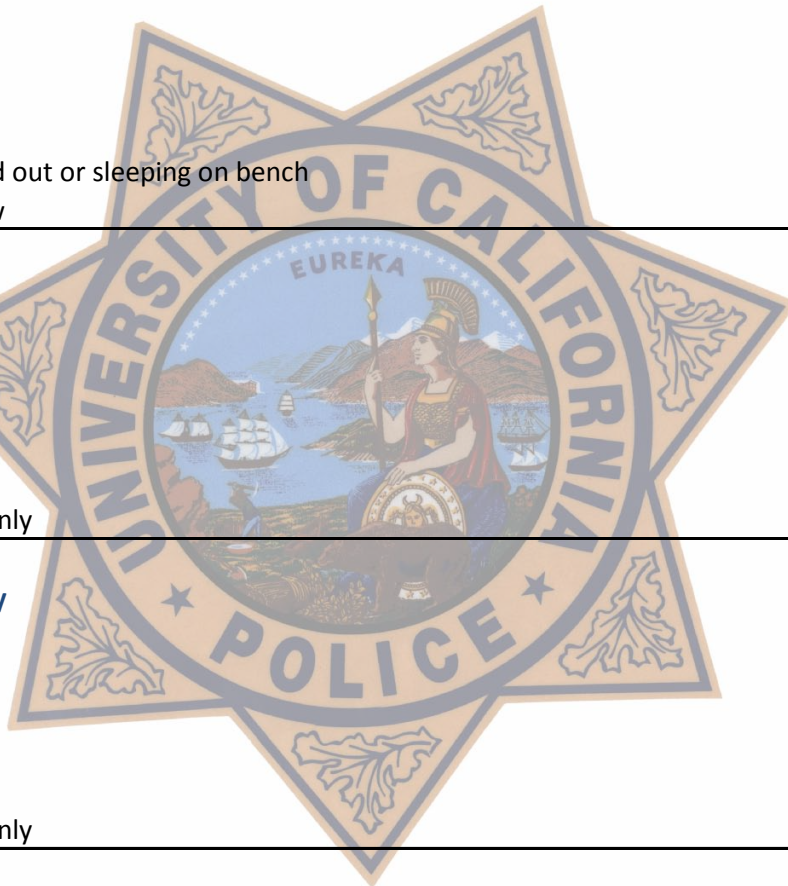 d out or sleeping on bench
y
UNIVERSITY OF CALIFORNIA
EUREKA
nly
y
POLICE
nly